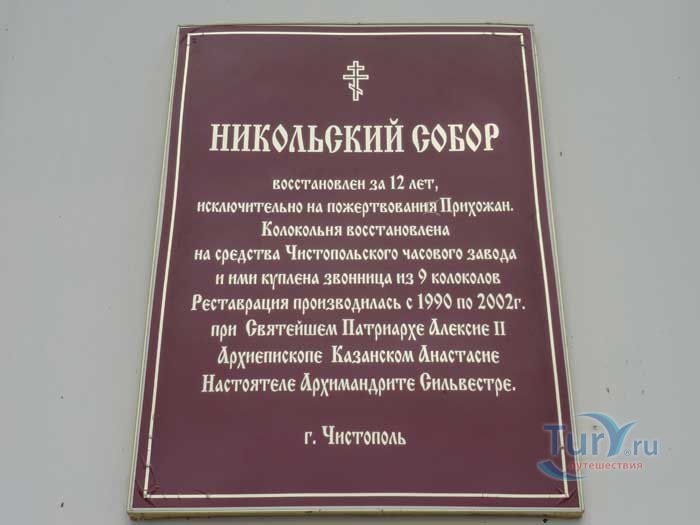 НИКОЛЬСКИЙ СОБОР
восстановлен за 12 лет,
исключительно на пожертвования Прихожан.
Колокольня восстановлена
на средства Чистопольского часового завода
и ими куплена звонница из 9 колоколов
Реставрация производилась с 1990 по 2002г.
при Святейшем Патриархе Алексие II
Архиепископе Казанском Анастасие
Настоятеле Архимандрите Сильвестре.
г. Чистополь
Tury.ru
путешествия